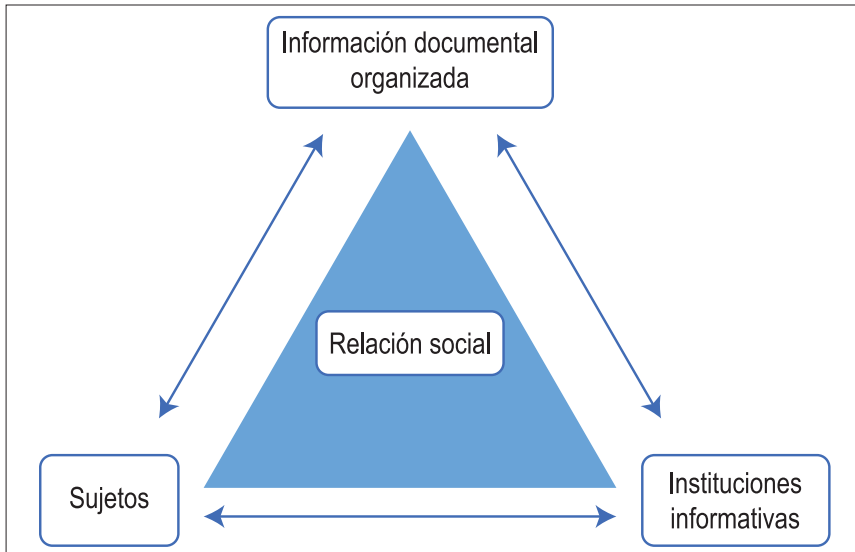 Información documental
organizada
Relación social
Sujetos
Instituciones
informativas